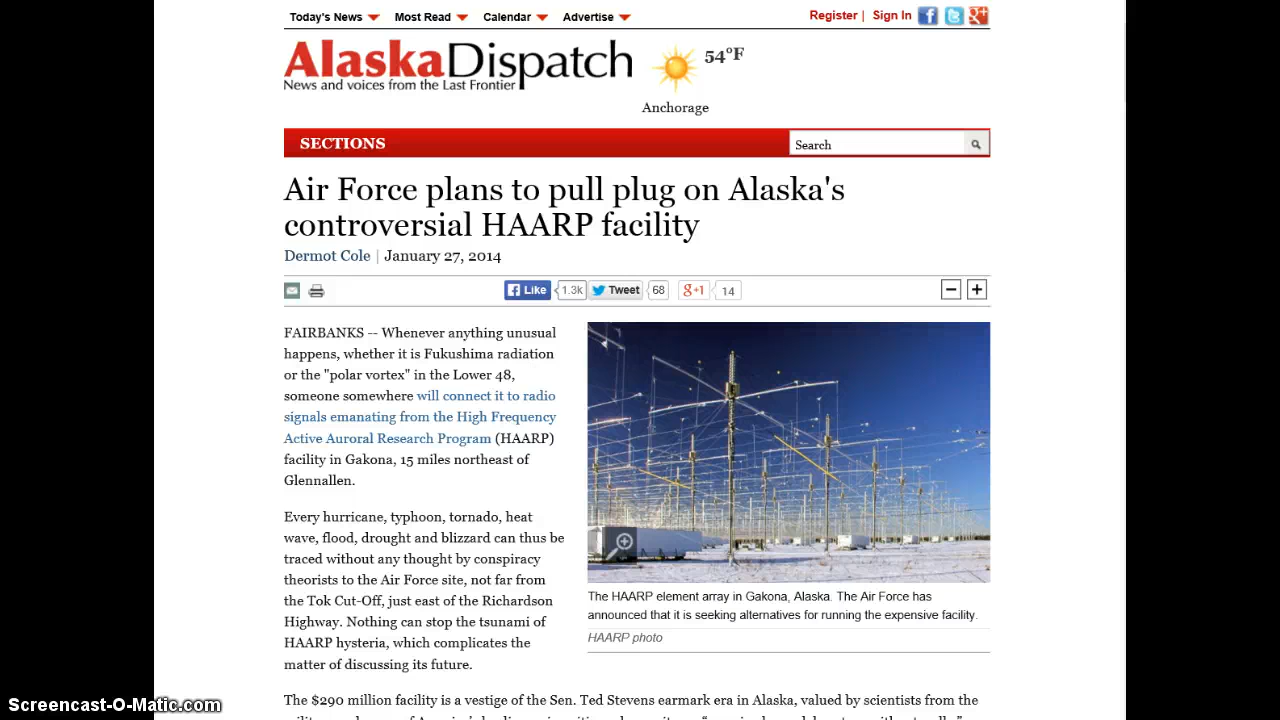 Today's News Most Read Calendar Advertise Register | Sign In
AlaskaDispatch 54°F
News and voices from the Last Frontier
Anchorage
SECTIONS Search
Air Force plans to pull plug on Alaska's
controversial HAARP facility
Dermot Cole | January 27, 2014
Like 1.3k Tweet 68 g+1 14
FAIRBANKS -- Whenever anything unusual
happens, whether it is Fukushima radiation
or the "polar vortex" in the Lower 48,
someone somewhere will connect it to radio
signals emanating from the High Frequency
Active Auroral Research Program (HAARP)
facility in Gakona, 15 miles northeast of
Glennallen.
Every hurricane, typhoon, tornado, heat
wave, flood, drought and blizzard can thus be
traced without any thought by conspiracy
theorists to the Air Force site, not far from
the Tok Cut-Off, just east of the Richardson
Highway. Nothing can stop the tsunami of
HAARP hysteria, which complicates the
matter of discussing its future.
The HAARP element array in Gakona, Alaska. The Air Force has
announced that it is seeking alternatives for running the expensive facility.
HAARP photo
The $290 million facility is a vestige of the Sen. Ted Stevens earmark era in Alaska, valued by scientists from the
Screencast-O-Matic.com